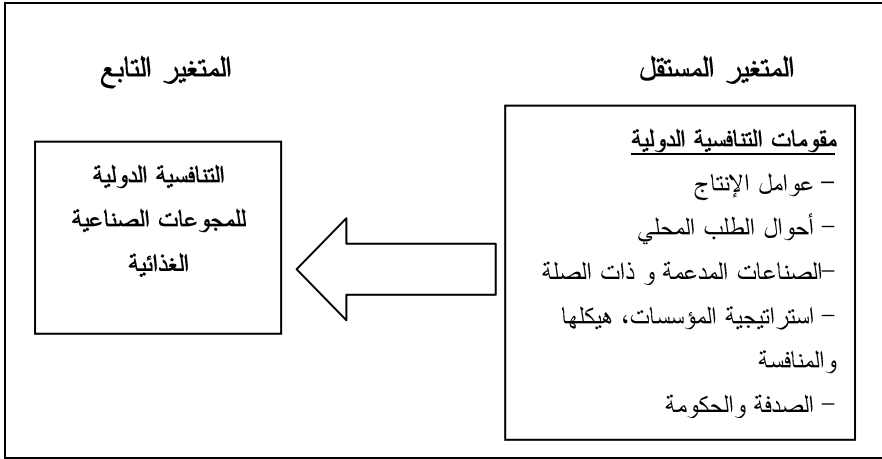 المتغير المستقل
المتغير التابع
مقومات التنافسية الدولية
– عوامل الإنتاج
– أحوال الطلب المحلي
–الصناعات المدعمة و ذات الصلة
– استراتيجية المؤسسات، هيكلها
والمنافسة
– الصدفة والحكومة
التنافسية الدولية
للمجوعات الصناعية
الغذائية